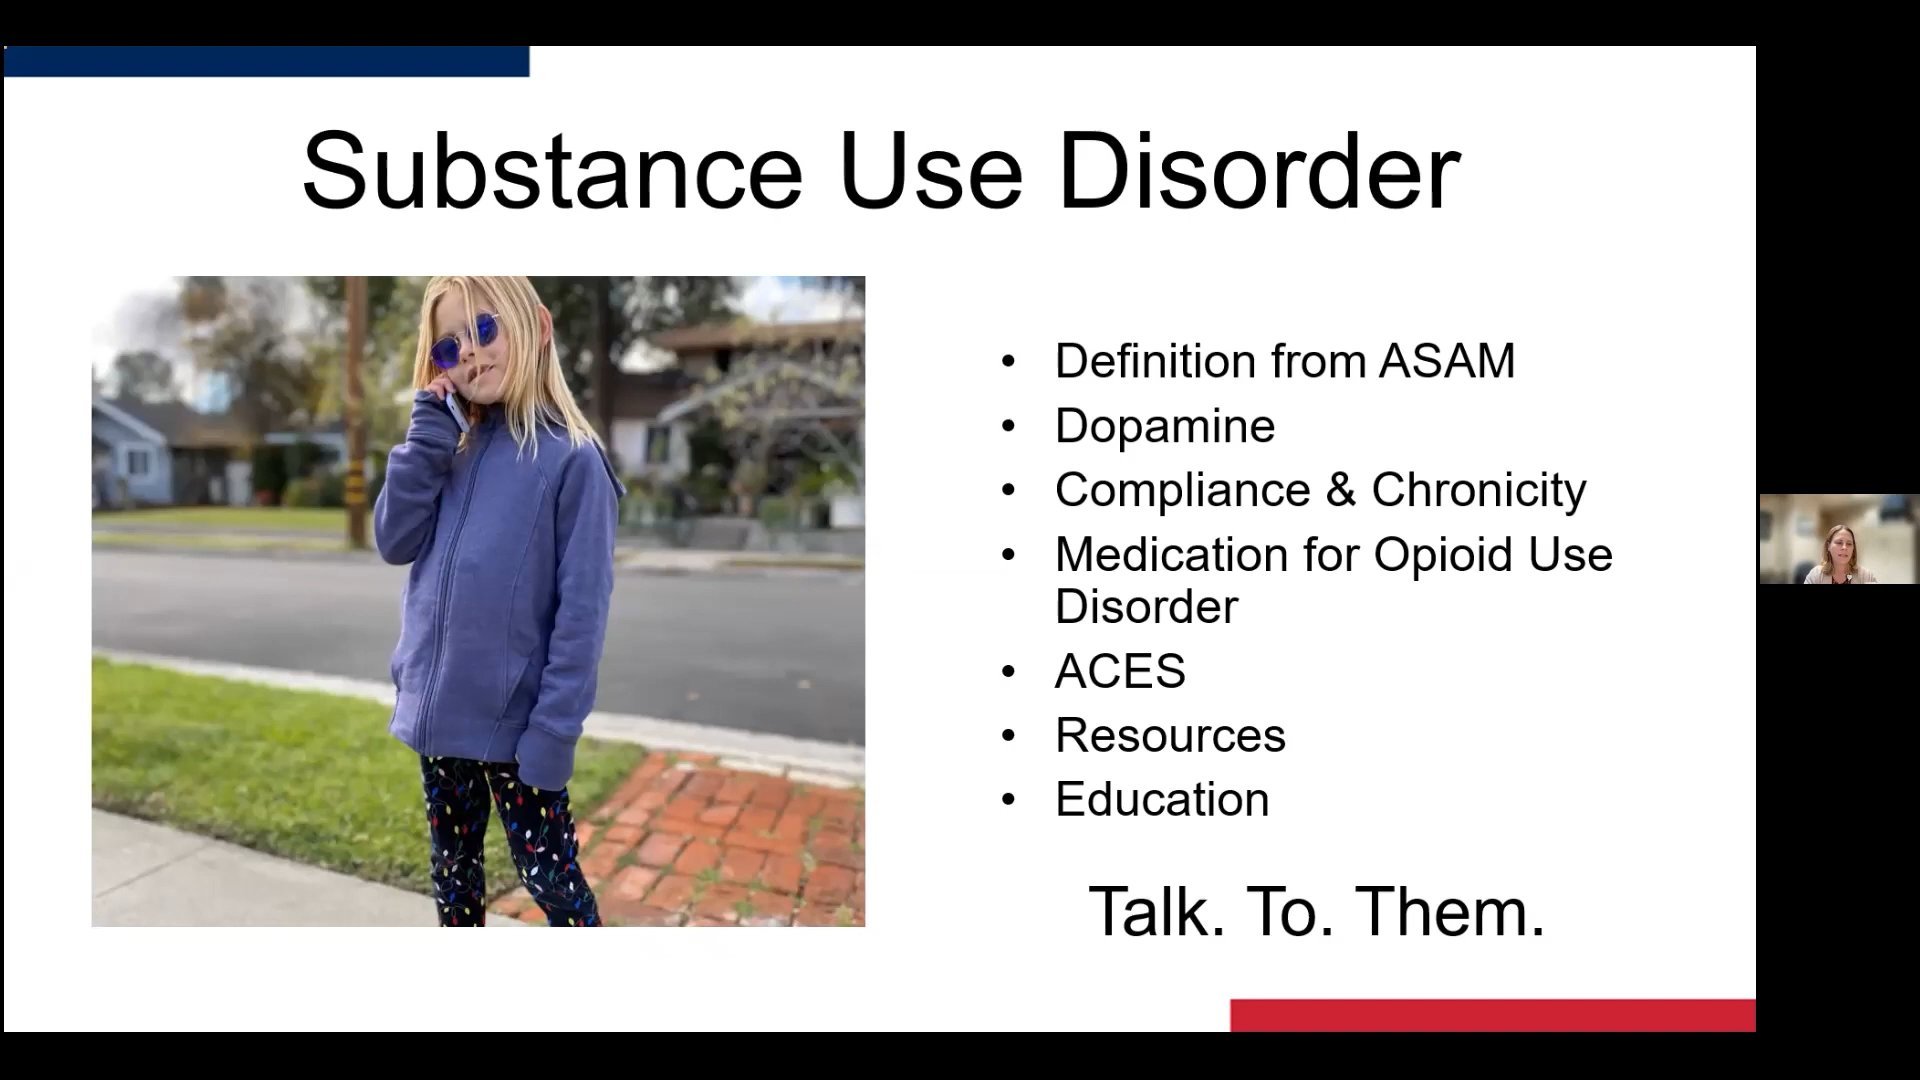 Substance Use Disorder
• Definition from ASAM
• Dopamine
• Compliance & Chronicity
• Medication for Opioid Use
Disorder
• ACES
• Resources
• Education
Talk. To. Them.